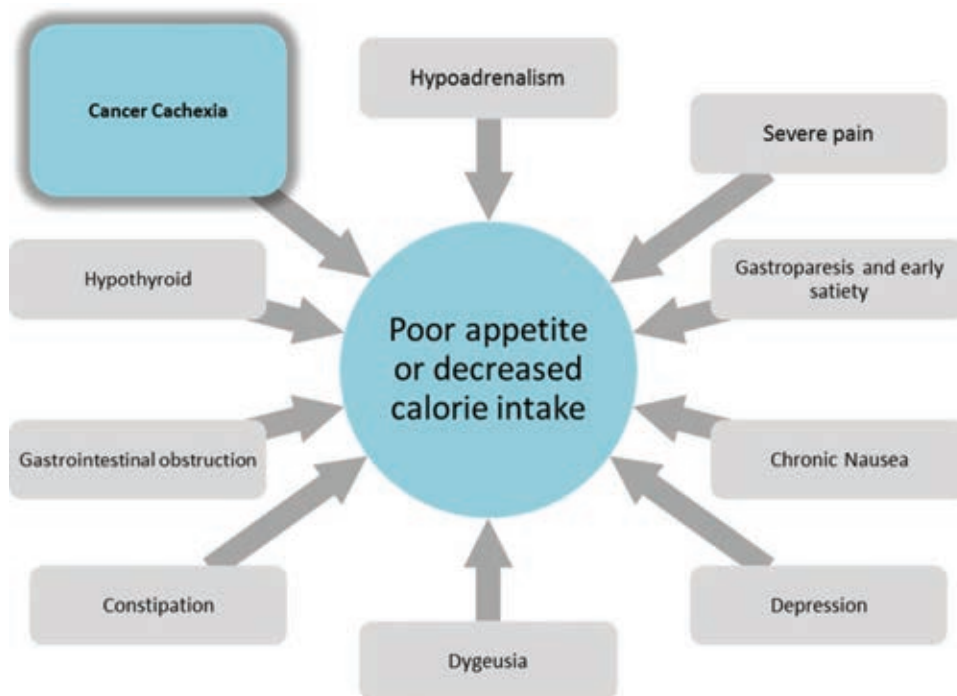 Cancer Cachexia
Hypoadrenalism
Severe pain
Hypothyroid
Gastroparesis and early
satiety
Poor appetite
or decreased
calorie intake
Gastrointestinal obstruction
Chronic Nausea
Constipation
Depression
Dygeusia